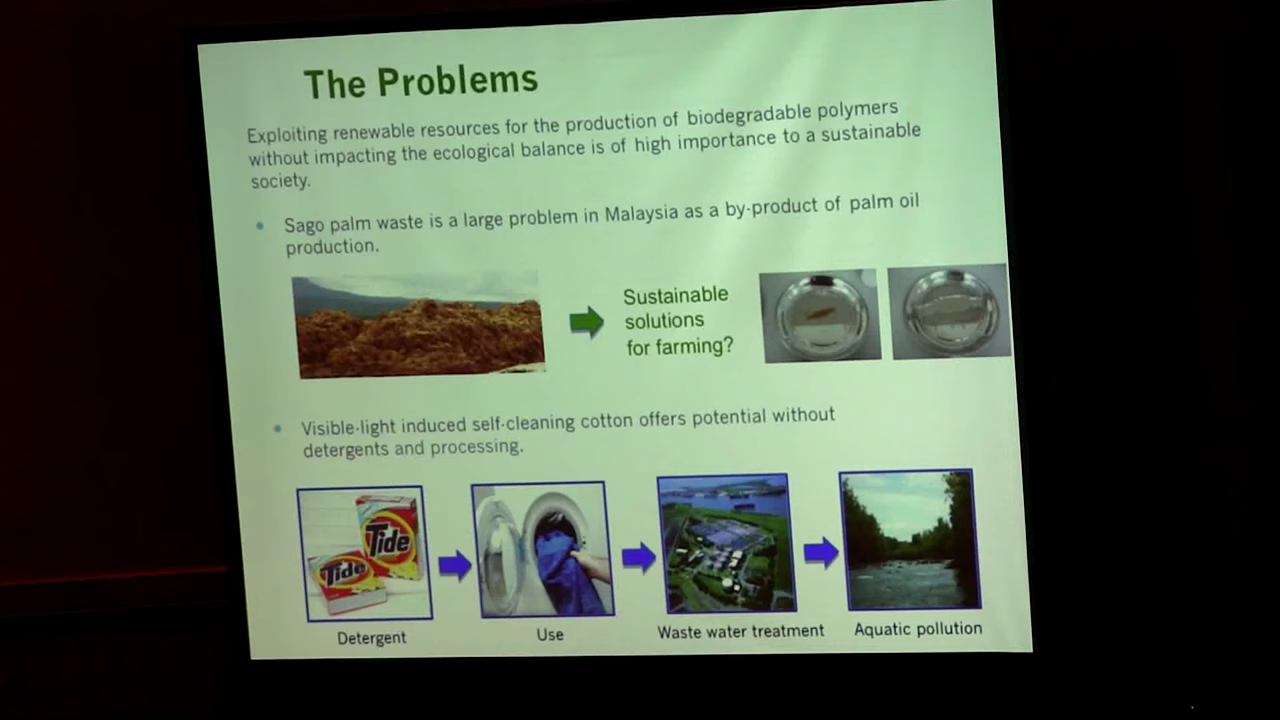 The Problems
Exploiting renewable resources for the production of biodegradable polymers
without impacting the ecological balance is of high importance to a sustainable
society.
• Sago palm waste is a large problem in Malaysia as a by-product of palm oil
production.
Sustainable
solutions
for farming?
• Visible-light induced self-cleaning cotton offers potential without
detergents and processing.
Tide
Tide
Detergent
Use
Waste water treatment
Aquatic pollution